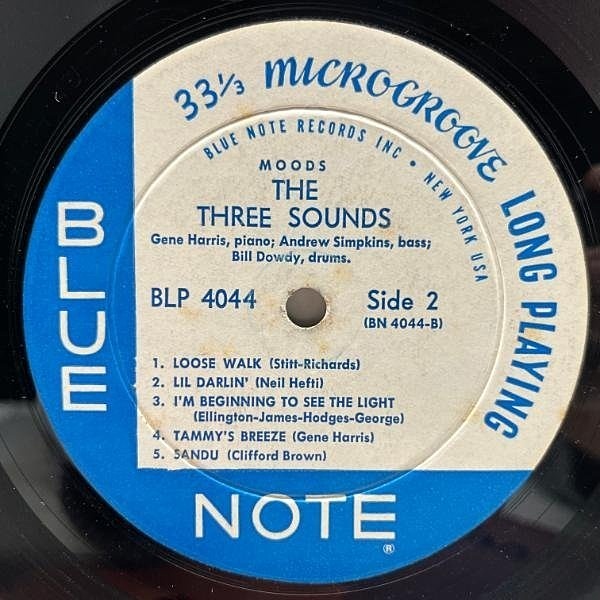 33⅓ MICROGROOVE LONG PLAYING
BLUE NOTE RECORDS INC • NEW YORK USA
MOODS
THE
THREE SOUNDS
Gene Harris, piano; Andrew Simpkins, bass;
Bill Dowdy, drums.
BLP 4044 Side 2
(BN 4044-B)
1. LOOSE WALK (Stitt-Richards)
2. LIL DARLIN' (Neil Hefti)
3. I'M BEGINNING TO SEE THE LIGHT
(Ellington-James-Hodges-George)
4. TAMMY'S BREEZE (Gene Harris)
5. SANDU (Clifford Brown)
BLUE
NOTE ®